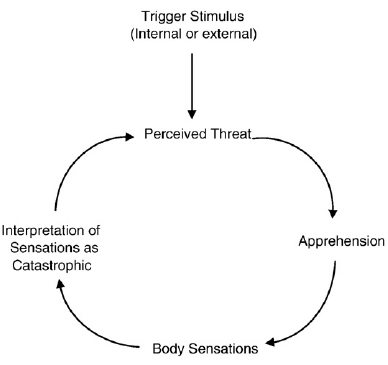 Trigger Stimulus
(Internal or external)
Perceived Threat
Apprehension
Interpretation of
Sensations as
Catastrophic
Body Sensations